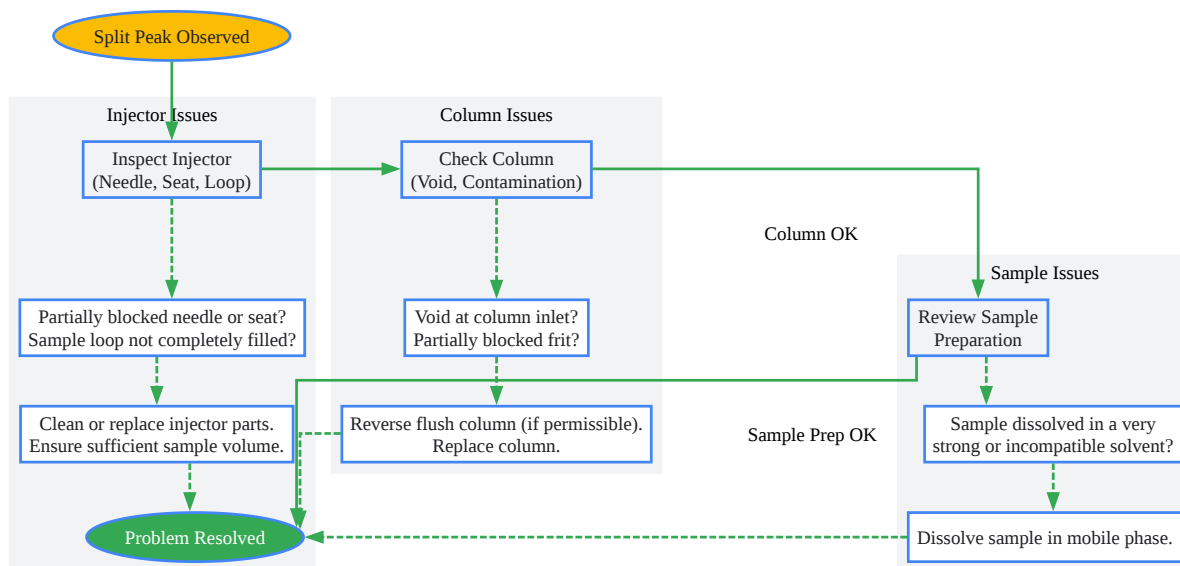 Split Peak Observed
Injector Issues
Column Issues
Inspect Injector
(Needle, Seat, Loop)
Check Column
(Void, Contamination)
Column OK
Sample Issues
Partially blocked needle or seat?
Sample loop not completely filled?
Void at column inlet?
Partially blocked frit?
Review Sample
Preparation
Clean or replace injector parts.
Ensure sufficient sample volume.
Reverse flush column (if permissible).
Replace column.
Sample Prep OK
Sample dissolved in a very
strong or incompatible solvent?
Problem Resolved
Dissolve sample in mobile phase.